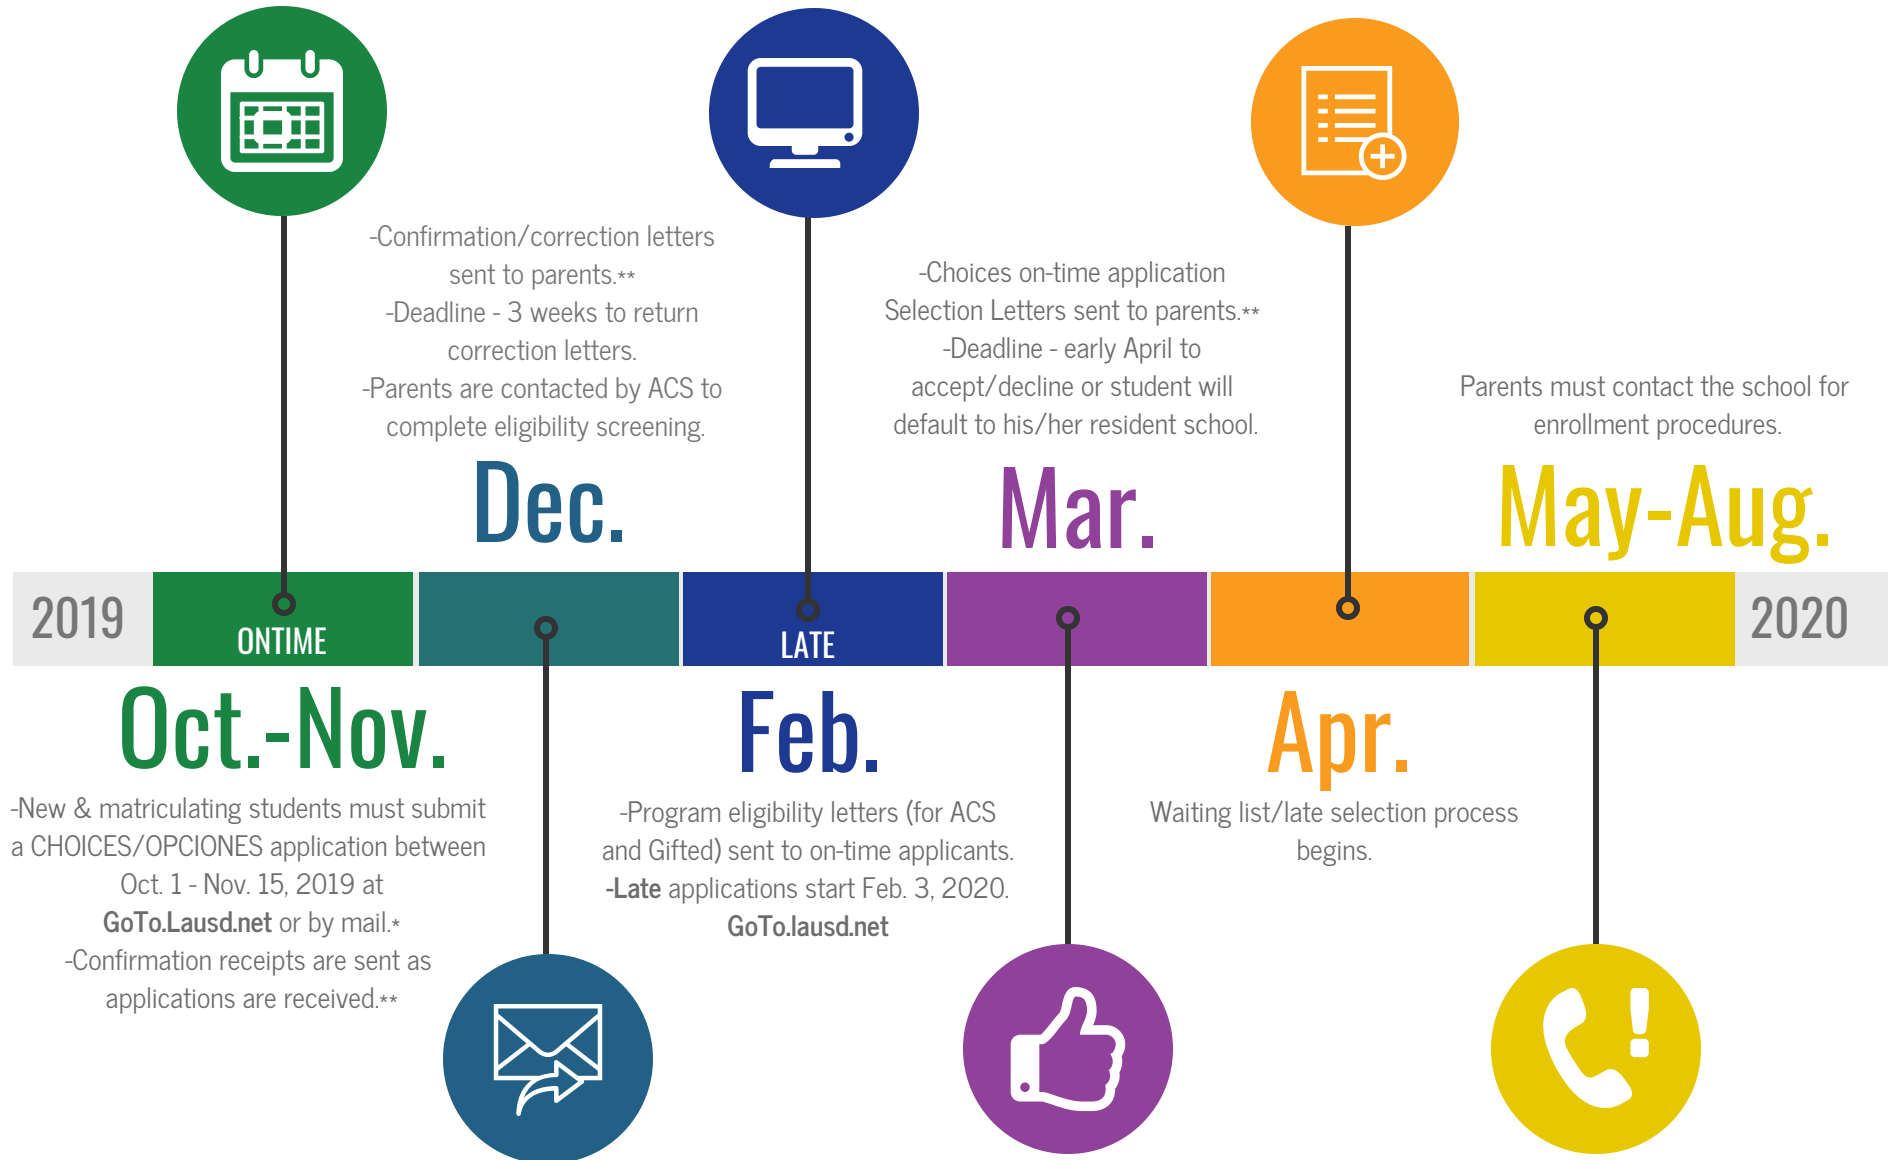 -Confirmation/correction letters
sent to parents.**
-Deadline - 3 weeks to return
correction letters.
-Parents are contacted by ACS to
complete eligibility screening.
Dec.
-Choices on-time application
Selection Letters sent to parents.**
-Deadline - early April to
accept/decline or student will
default to his/her resident school.
Mar.
Parents must contact the school for
enrollment procedures.
May-Aug.
2019
ONTIME
LATE
2020
Oct.-Nov.
-New & matriculating students must submit
a CHOICES/OPCIONES application between
Oct. 1 - Nov. 15, 2019 at
GoTo.Lausd.net or by mail.*
-Confirmation receipts are sent as
applications are received.**
Feb.
-Program eligibility letters (for ACS
and Gifted) sent to on-time applicants.
-Late applications start Feb. 3, 2020.
GoTo.lausd.net
Apr.
Waiting list/late selection process
begins.